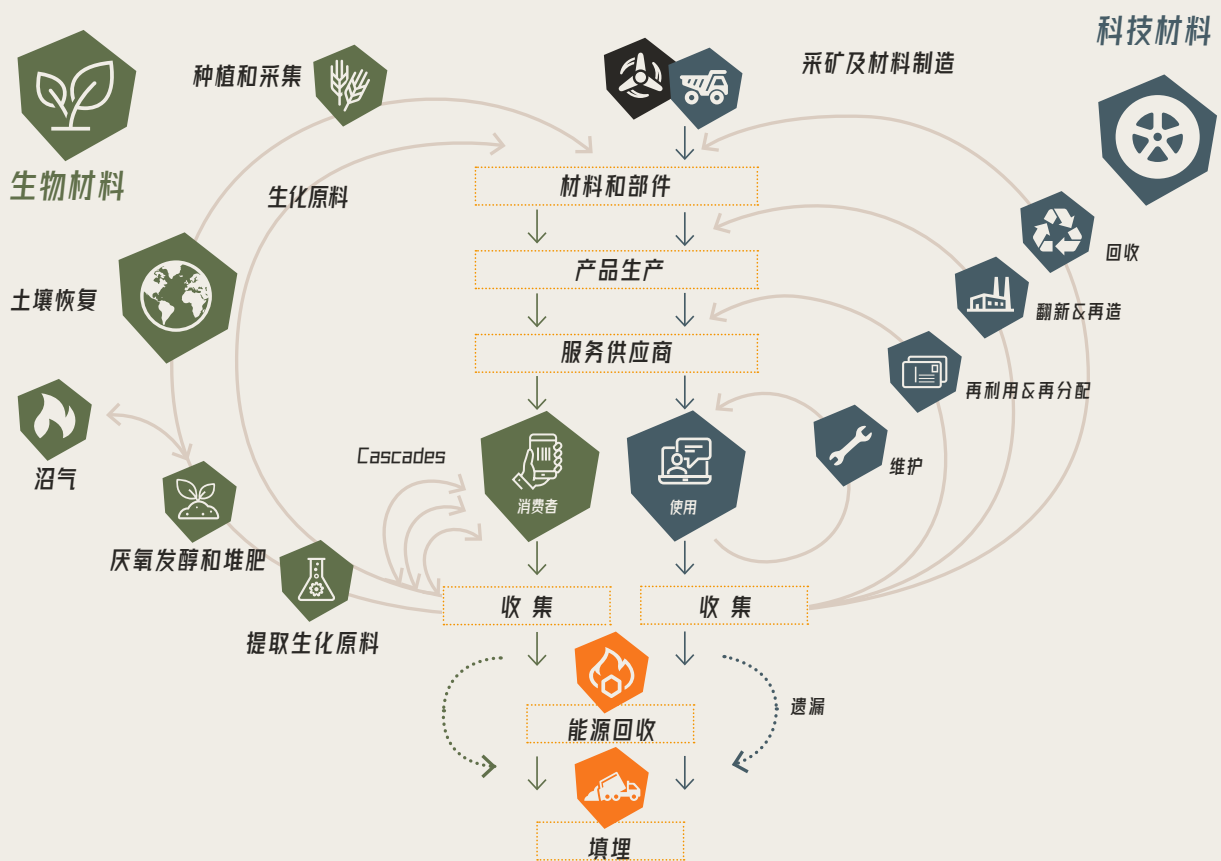 科技材料
种植和采集
采矿及材料制造
生物材料
材料和部件
生化原料
回收
产品生产
土壤恢复
翻新&再造
服务供应商
再利用&再分配
Cascades
维护
沼气
消费者
使用
厌氧发醇和堆肥
收 集
收 集
提取生化原料
遗漏
能源回收
填埋